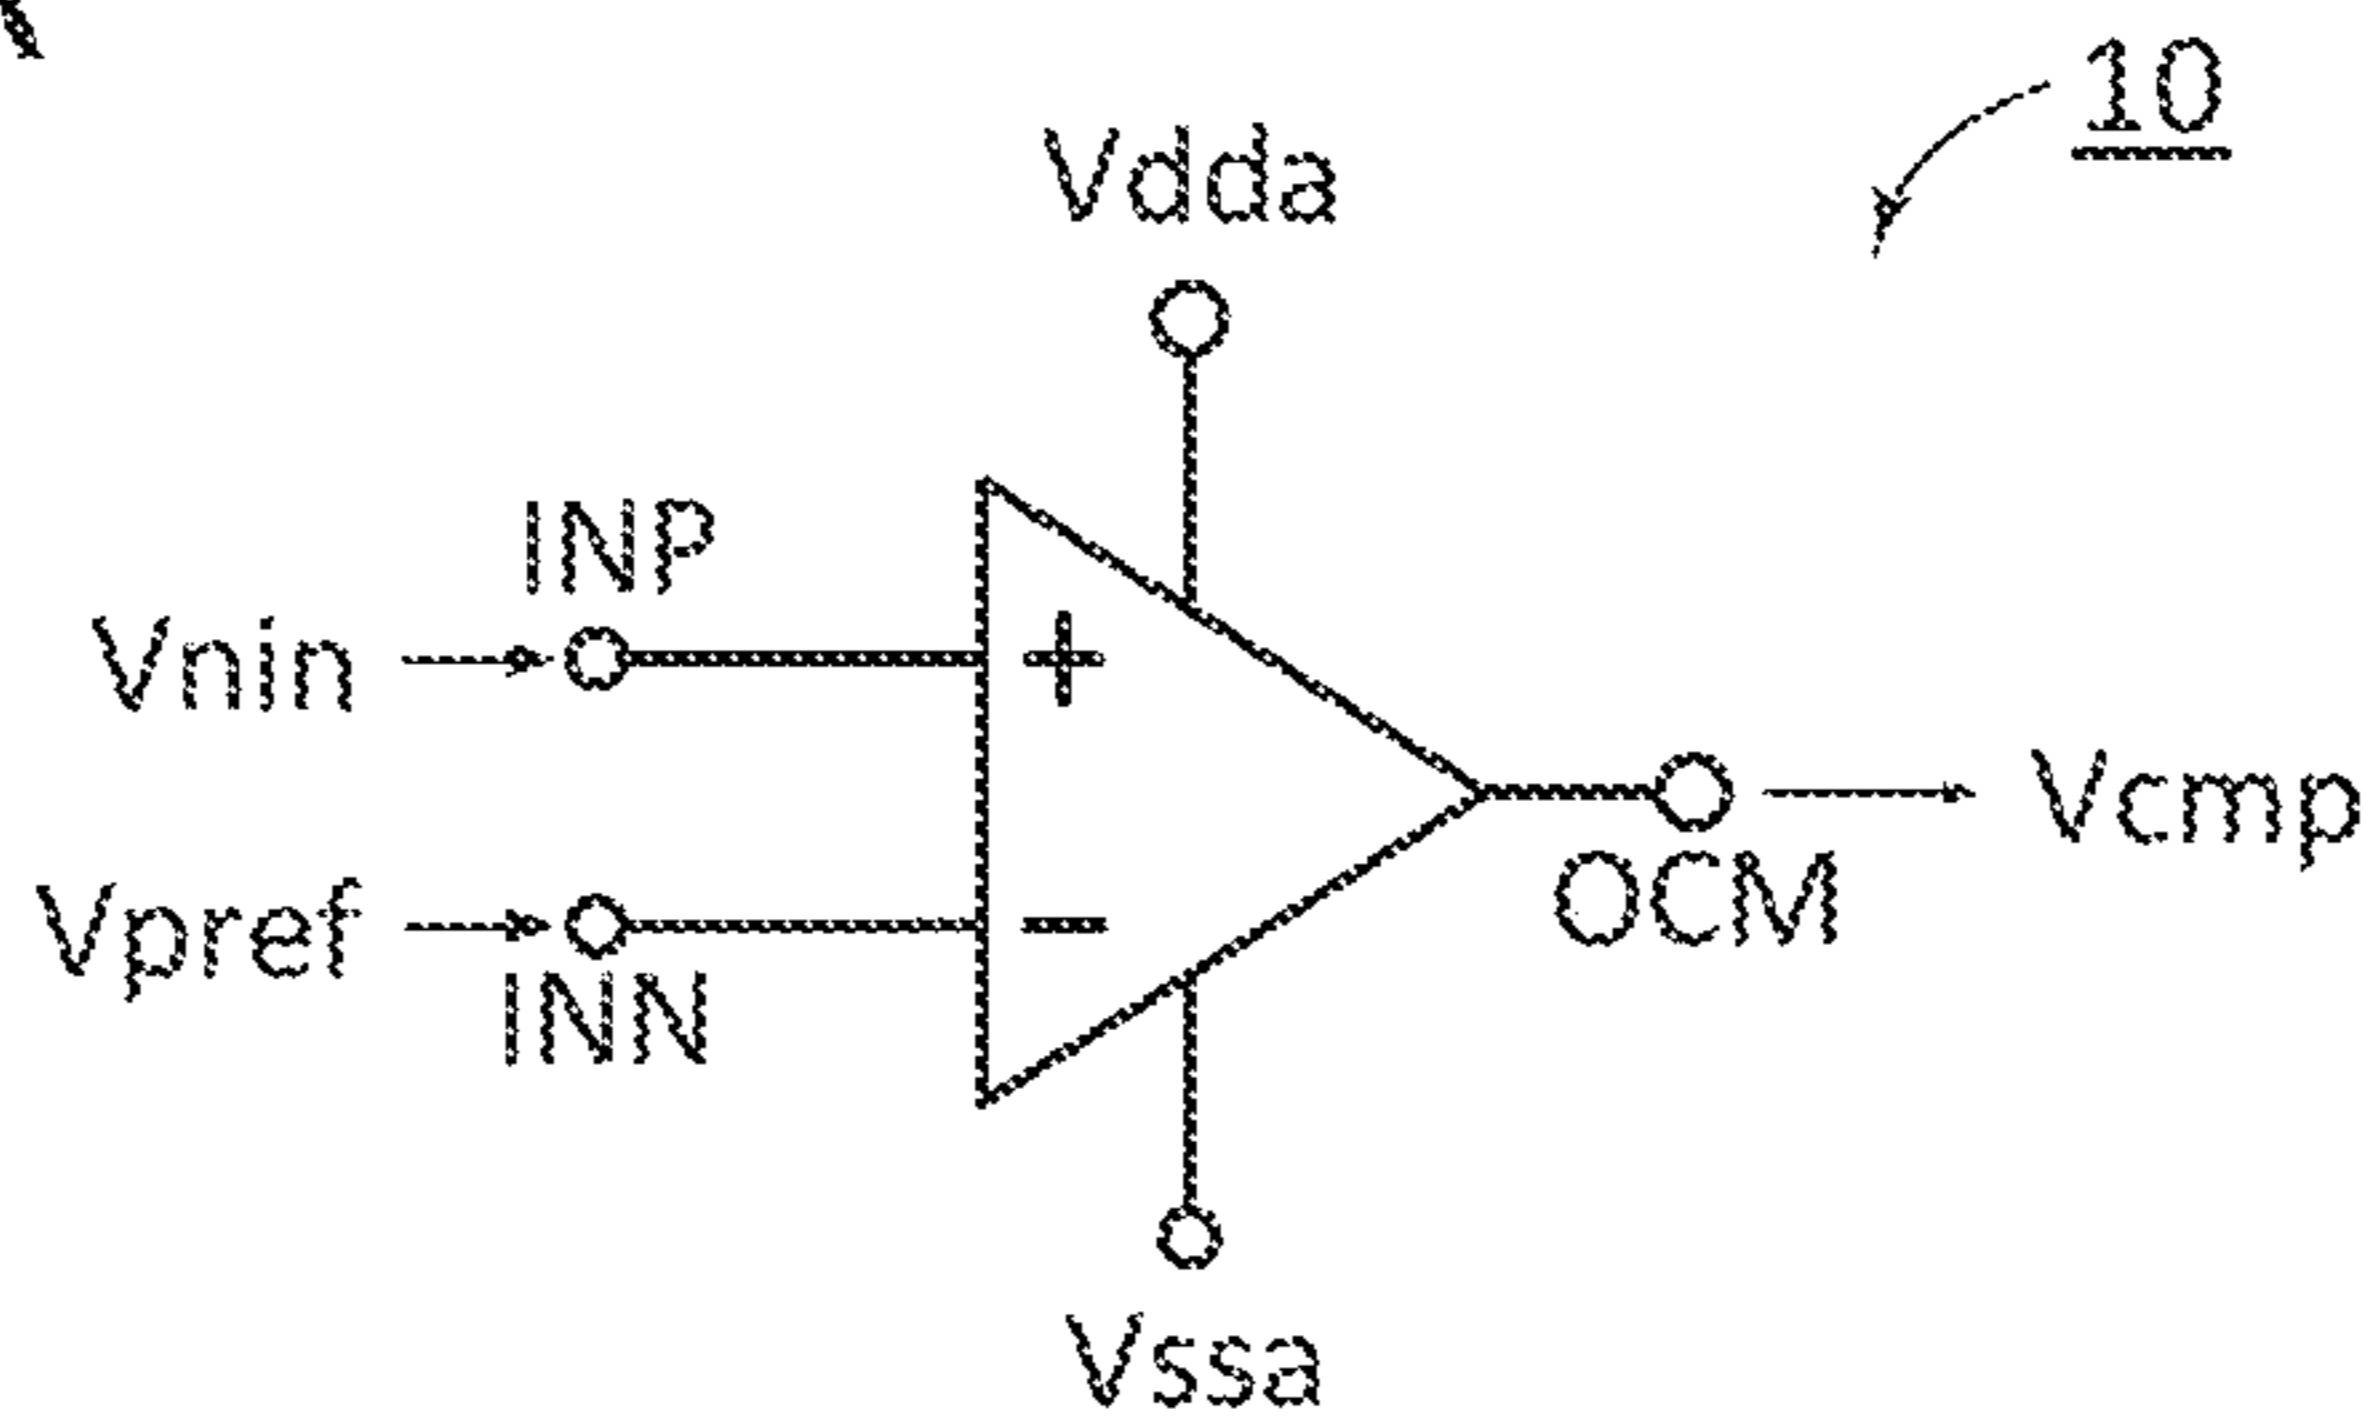 10
Vdda
INP
Vnin
+
Vcmp
OCM
Vpref
−
INN
Vssa